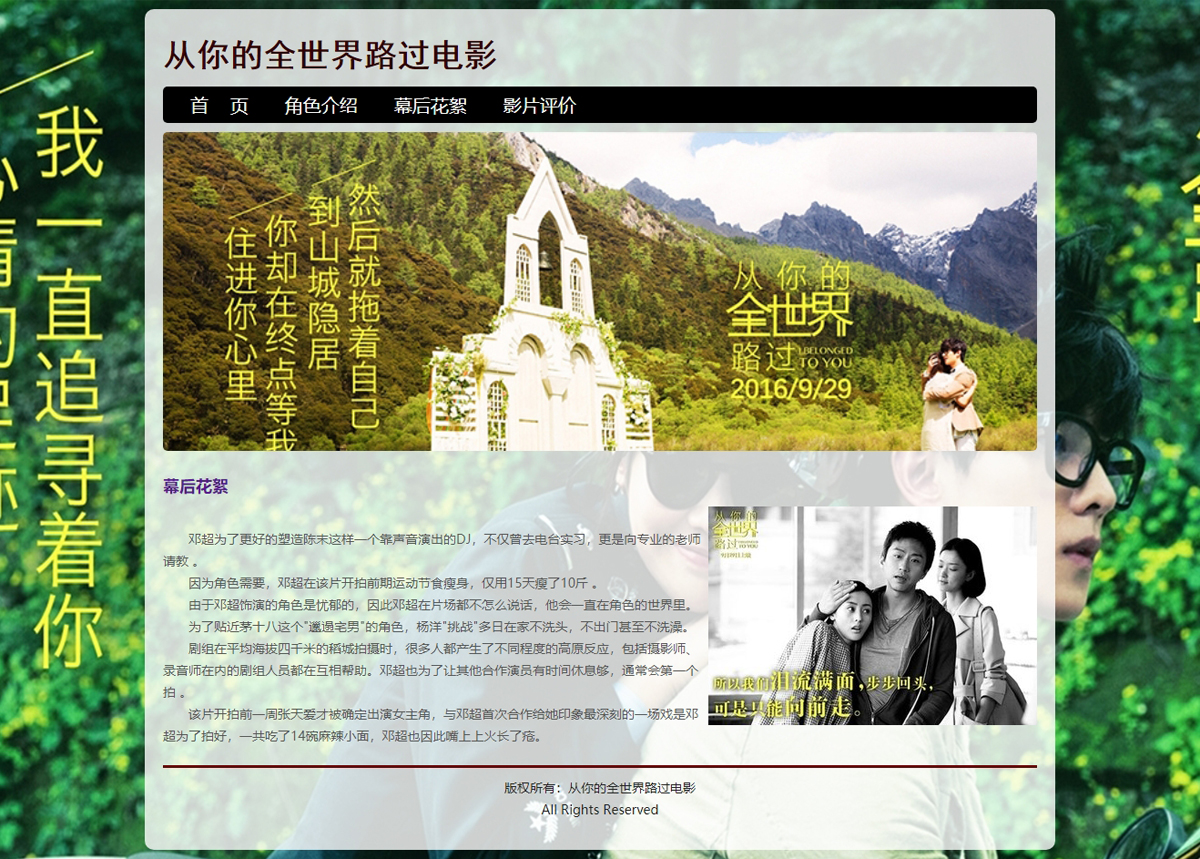 从你的全世界路过电影
首 页 角色介绍 幕后花絮 影片评价
然后就拖着自己
到山城隐居
你却在终点等我
住进你心里
从你的
全世界
路过 I BELONGED
TO YOU
2016/9/29
我一直追寻着你
幕后花絮
邓超为了更好的塑造陈末这样一个靠声音演出的DJ，不仅曾去电台实习，更是向专业的老师
请教 。
因为角色需要，邓超在该片开拍前期运动节食瘦身，仅用15天瘦了10斤 。
由于邓超饰演的角色是忧郁的，因此邓超在片场都不怎么说话，他会一直在角色的世界里。
为了贴近茅十八这个"邋遢宅男"的角色，杨洋"挑战"多日在家不洗头，不出门甚至不洗澡。
剧组在平均海拔四千米的稻城拍摄时，很多人都产生了不同程度的高原反应，包括摄影师、
录音师在内的剧组人员都在互相帮助。邓超也为了让其他合作演员有时间休息够，通常会第一个
拍 。
该片开拍前一周张天爱才被确定出演女主角，与邓超首次合作给她印象最深刻的一场戏是邓
超为了拍好，一共吃了14碗麻辣小面，邓超也因此嘴上上火长了痘。
从你的
全世界
路过
所以我们泪流满面，步步回头，
可是只能向前走。
版权所有：从你的全世界路过电影
All Rights Reserved